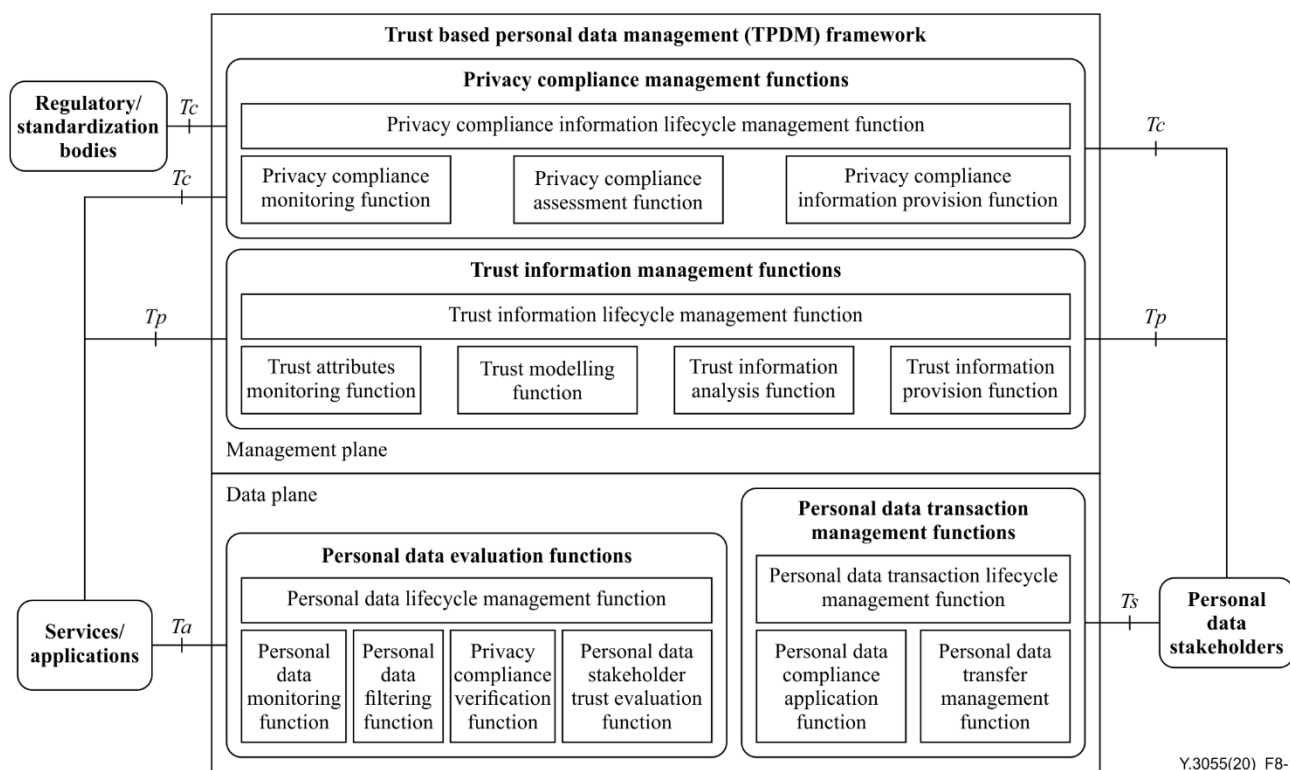 Trust based personal data management (TPDM) framework
Privacy compliance management functions
Regulatory/
standardization
bodies
Tc
Privacy compliance information lifecycle management function
Tc
Tc
Privacy compliance
monitoring function
Privacy compliance
assessment function
Privacy compliance
information provision function
Trust information management functions
Trust information lifecycle management function
Tp
Tp
Trust attributes
monitoring function
Trust modelling
function
Trust information
analysis function
Trust information
provision function
Management plane
Data plane
Personal data evaluation functions
Personal data lifecycle management function
Services/
applications
Ta
Personal
data
monitoring
function
Personal
data
filtering
function
Privacy
compliance
verification
function
Personal data
stakeholder
trust evaluation
function
Personal data transaction
management functions
Personal data transaction lifecycle
management function
Personal data
compliance
application
function
Personal data
transfer
management
function
Ts
Personal
data
stakeholders
Y.3055(20)_F8-